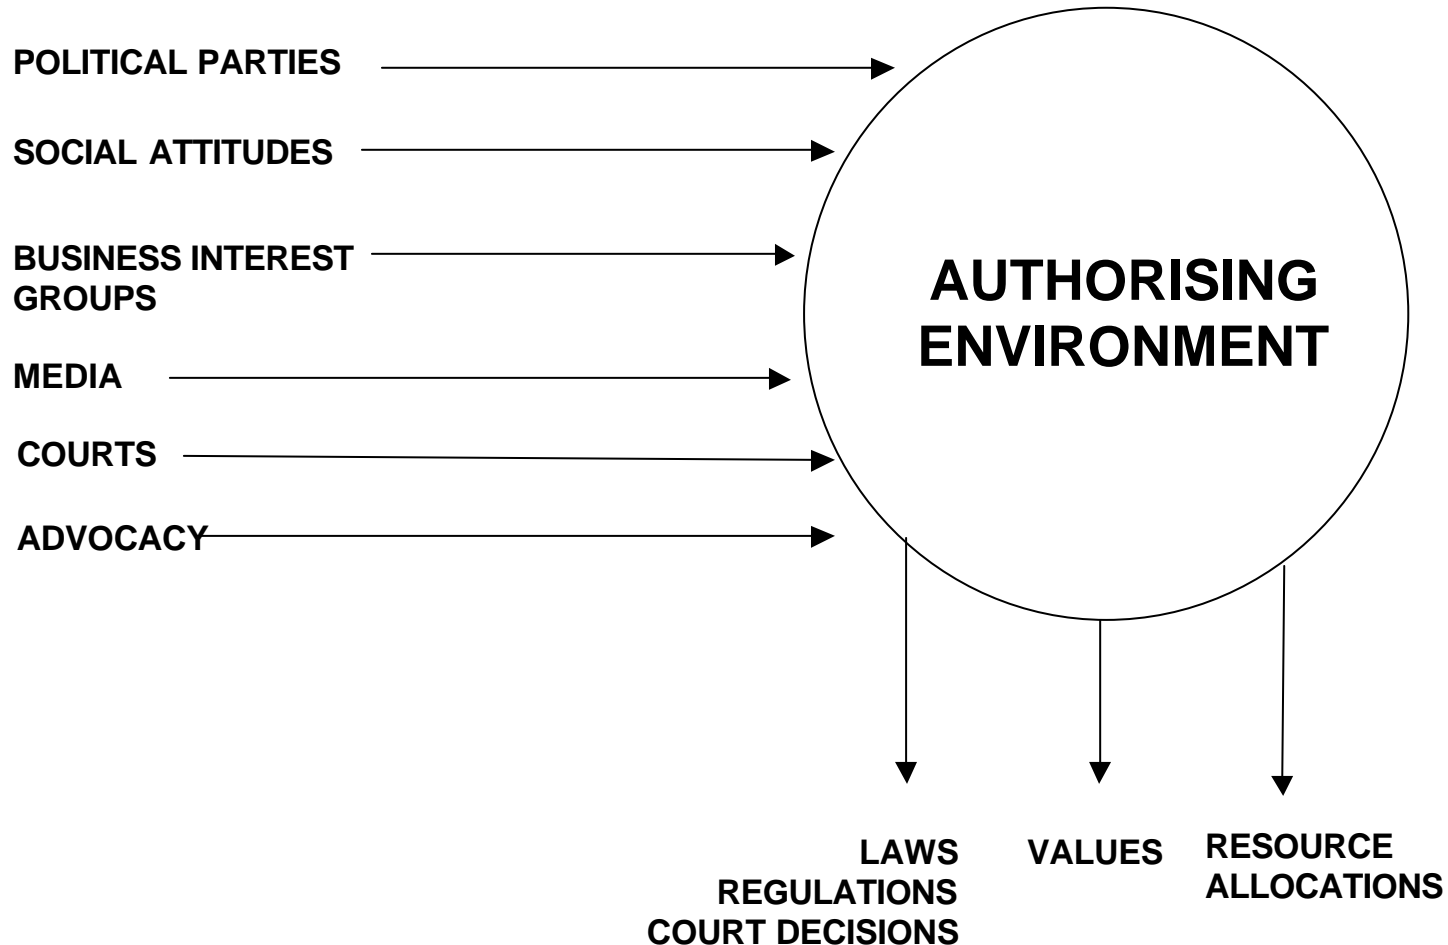 POLITICAL PARTIES
SOCIAL ATTITUDES
BUSINESS INTEREST
GROUPS
MEDIA
COURTS
ADVOCACY
AUTHORISING
ENVIRONMENT
LAWS
REGULATIONS
COURT DECISIONS
VALUES
RESOURCE
ALLOCATIONS